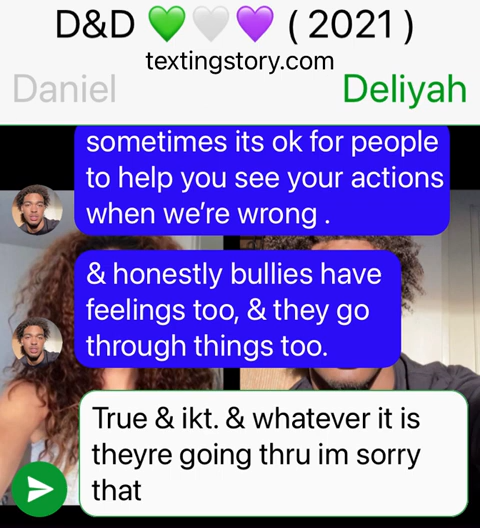 D&D 💚🤍💜 ( 2021 )
textingstory.com
Daniel Deliyah
sometimes its ok for people
to help you see your actions
when we’re wrong .
& honestly bullies have
feelings too, & they go
through things too.
True & ikt. & whatever it is
theyre going thru im sorry
that